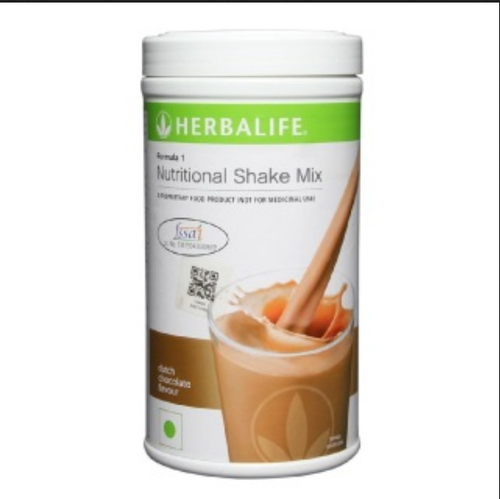 HERBALIFE
Formula 1
Nutritional Shake Mix
PROPRIETARY FOOD PRODUCT (NOT FOR MEDICINAL USE)
fssai
dutch
chocolate
flavour